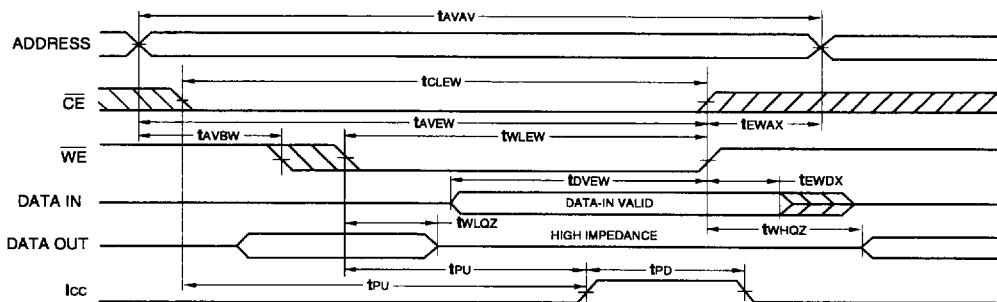 tAVAV
ADDRESS
tCLEW
CE
tAVEW
tEWAX
tAVBW
tWLEW
WE
tDVEW
tEWDX
DATA IN
DATA-IN VALID
tWLQZ
tWHQZ
DATA OUT
HIGH IMPEDANCE
tPU
tPD
tPU
Icc